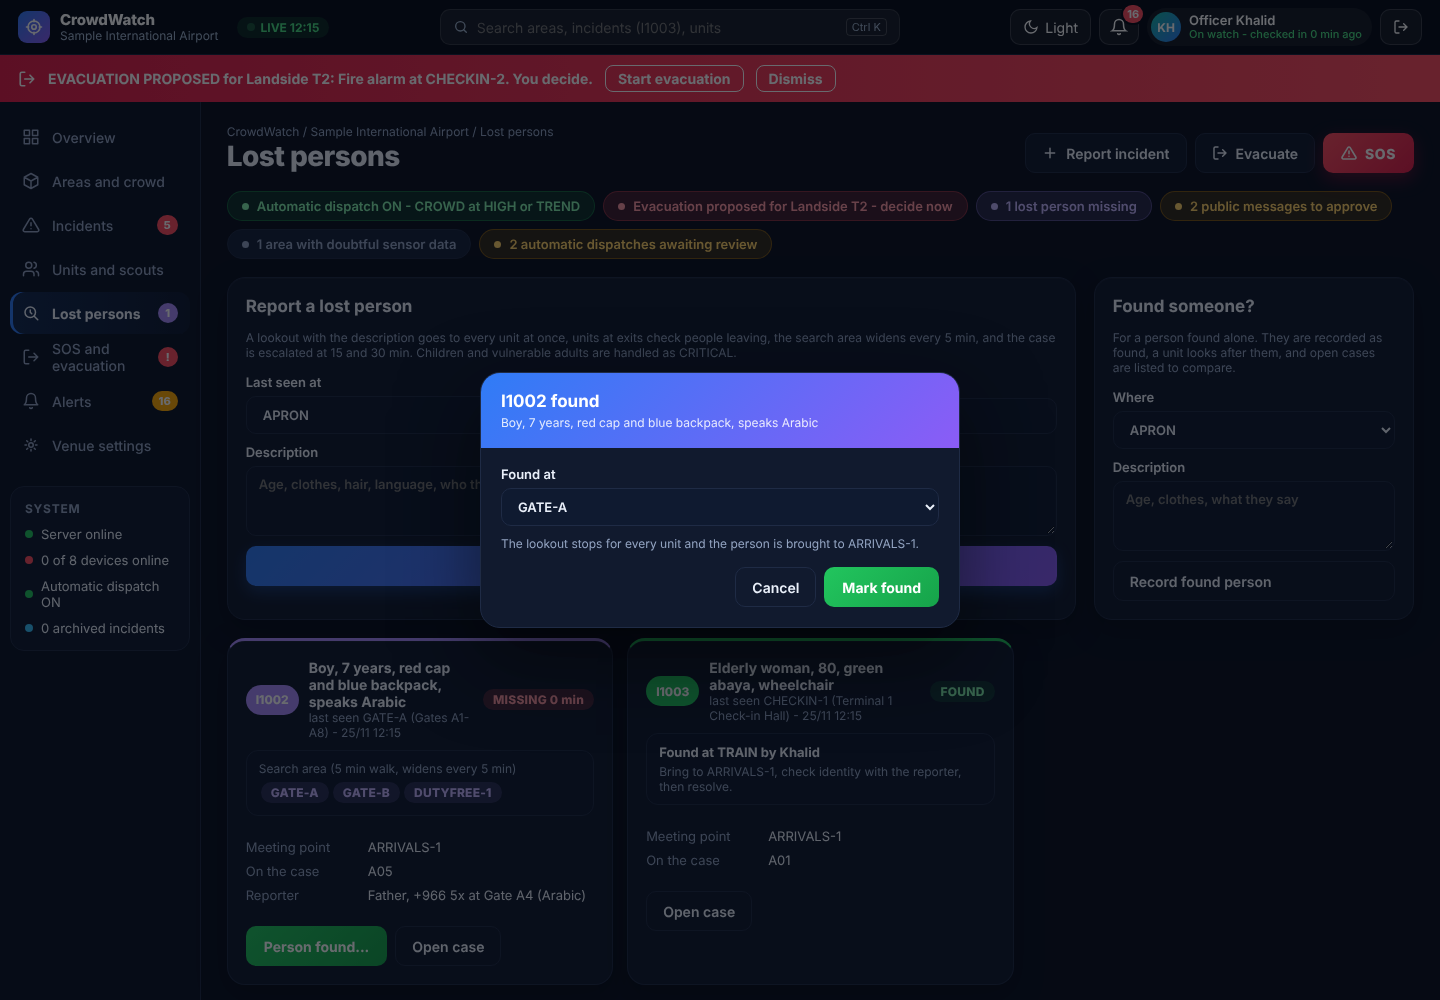 CrowdWatch
Sample International Airport
LIVE 12:15
Search areas, incidents (I1003), units
Ctrl K
Light
16
KH
Officer Khalid
On watch - checked in 0 min ago
EVACUATION PROPOSED for Landside T2: Fire alarm at CHECKIN-2. You decide.
Start evacuation
Dismiss
Overview
Areas and crowd
Incidents
5
Units and scouts
Lost persons
1
SOS and
evacuation
!
Alerts
16
Venue settings
SYSTEM
Server online
0 of 8 devices online
Automatic dispatch
ON
0 archived incidents
CrowdWatch / Sample International Airport / Lost persons
Lost persons
Report incident
Evacuate
SOS
Automatic dispatch ON - CROWD at HIGH or TREND
Evacuation proposed for Landside T2 - decide now
1 lost person missing
2 public messages to approve
1 area with doubtful sensor data
2 automatic dispatches awaiting review
Report a lost person
A lookout with the description goes to every unit at once, units at exits check people leaving, the search area widens every 5 min, and the case
is escalated at 15 and 30 min. Children and vulnerable adults are handled as CRITICAL.
Last seen at
APRON
Description
Age, clothes, hair, language, who th
Found someone?
For a person found alone. They are recorded as
found, a unit looks after them, and open cases
are listed to compare.
Where
APRON
Description
Age, clothes, what they say
Record found person
I1002 found
Boy, 7 years, red cap and blue backpack, speaks Arabic
Found at
GATE-A
The lookout stops for every unit and the person is brought to ARRIVALS-1.
Cancel
Mark found
I1002
Boy, 7 years, red cap
and blue backpack,
speaks Arabic
last seen GATE-A (Gates A1-
A8) - 25/11 12:15
MISSING 0 min
Search area (5 min walk, widens every 5 min)
GATE-A
GATE-B
DUTYFREE-1
Meeting point
ARRIVALS-1
On the case
A05
Reporter
Father, +966 5x at Gate A4 (Arabic)
Person found...
Open case
I1003
Elderly woman, 80, green
abaya, wheelchair
last seen CHECKIN-1 (Terminal 1
Check-in Hall) - 25/11 12:15
FOUND
Found at TRAIN by Khalid
Bring to ARRIVALS-1, check identity with the reporter,
then resolve.
Meeting point
ARRIVALS-1
On the case
A01
Open case